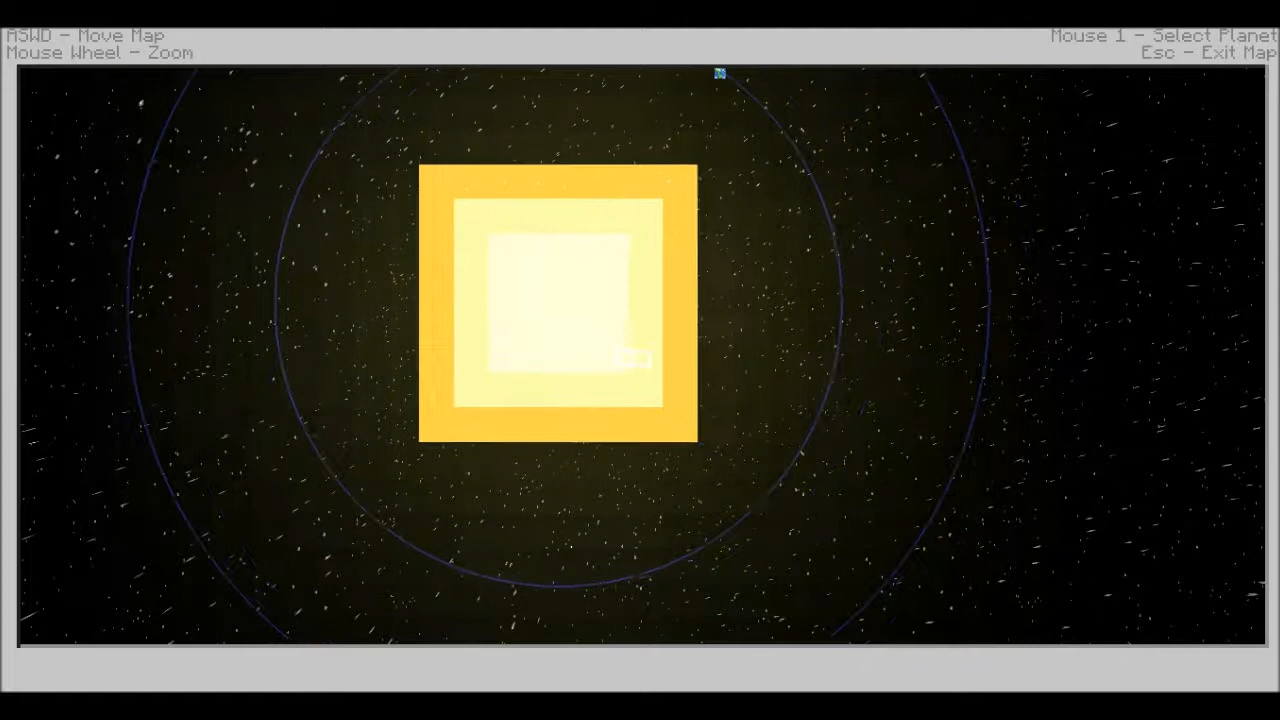 ASWD - Move Map
Mouse Wheel - Zoom
Mouse 1 - Select Planet
Esc - Exit Map